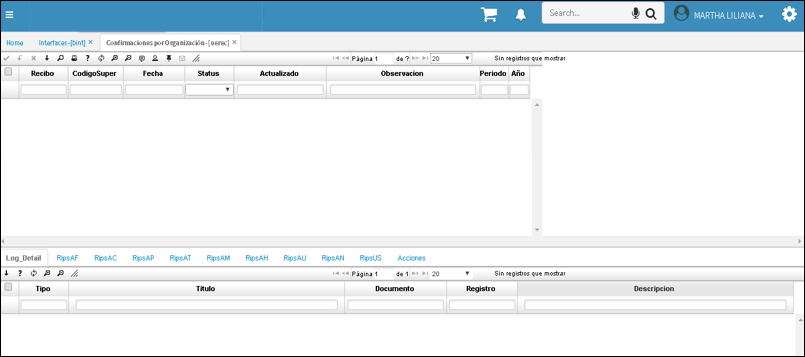 Search... MARTHA LILIANA
Home Interfaces -[bint] × Confirmaciones por Organización -[eorac] ×
Página 1 de ? 20 Sin registros que mostrar
Recibo CodigoSuper Fecha Status Actualizado Observacion Periodo Año
Log_Detail RipsAF RipsAC RipsAP RipsAT RipsAM RipsAH RipsAU RipsAN RipsUS Acciones
Página 1 de 1 20 Sin registros que mostrar
Tipo Titulo Documento Registro Descripcion